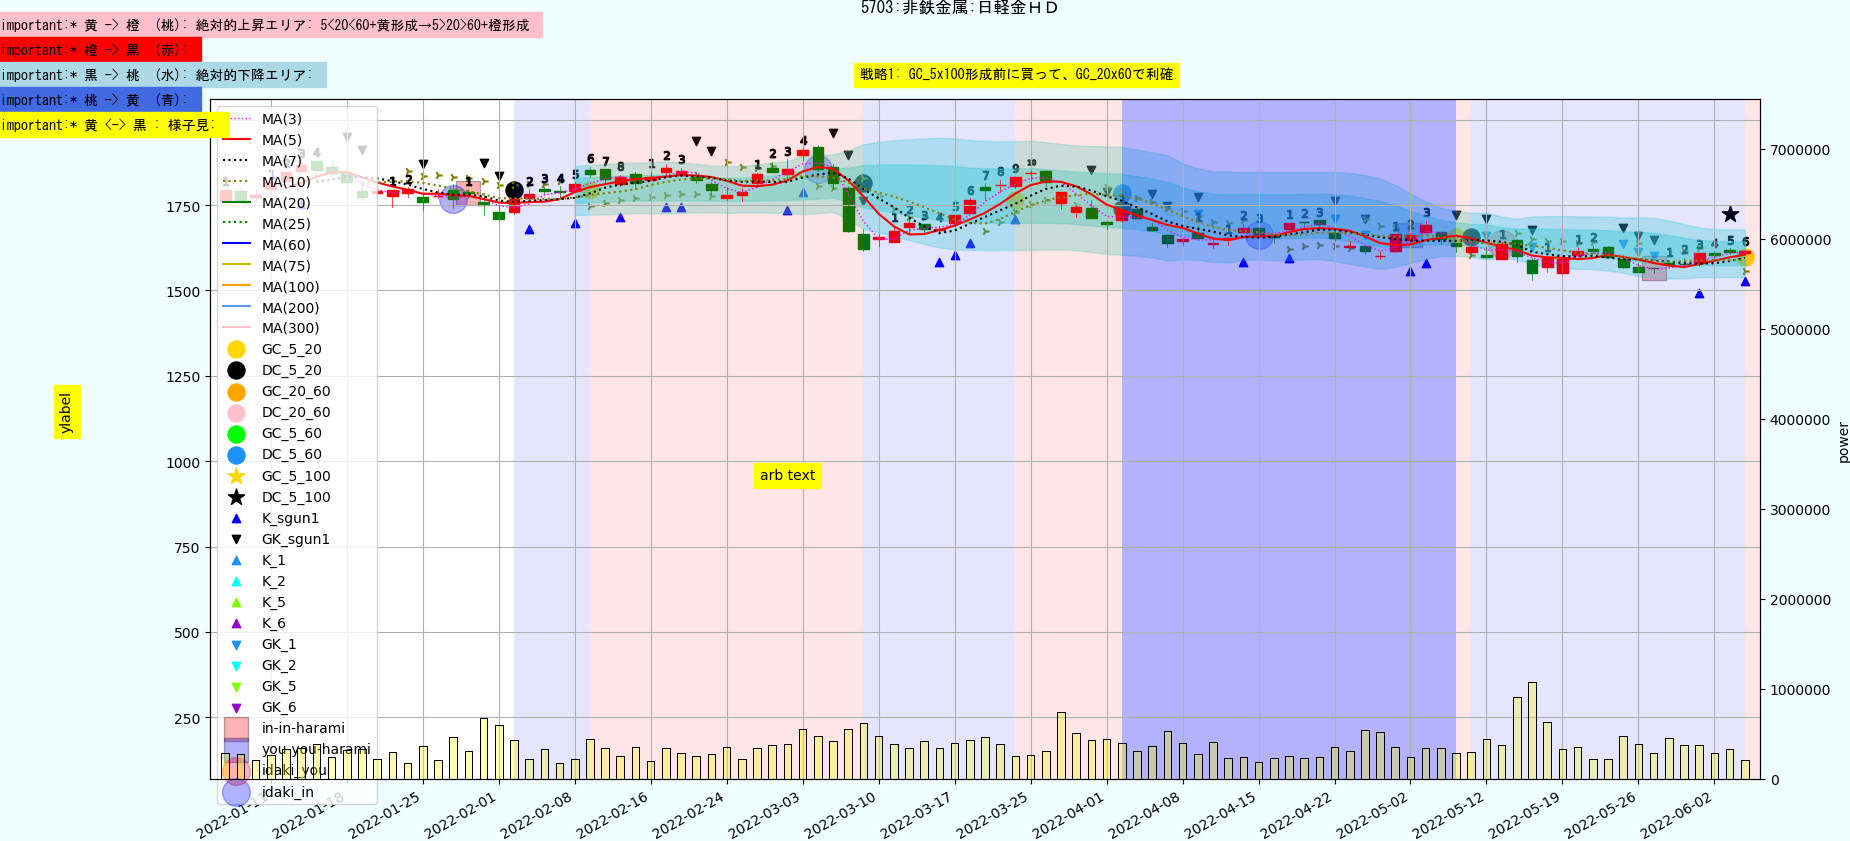 5703:非鉄金属:日軽金ＨＤ
important:* 黄 -> 橙 （桃）: 絶対的上昇エリア: 5<20<60+黄形成→5>20>60+橙形成
important:* 橙 -> 黒 （赤）:
important:* 黒 -> 桃 （水）: 絶対的下降エリア:
戦略1: GC_5x100形成前に買って、GC_20x60で利確
important:* 桃 -> 黄 （青）:
important:* 黄 <-> 黒 : 様子見:
MA(3)
MA(5)
MA(7)
MA(10)
MA(20)
MA(25)
MA(60)
MA(75)
MA(100)
MA(200)
MA(300)
GC_5_20
DC_5_20
GC_20_60
DC_20_60
GC_5_60
DC_5_60
GC_5_100
DC_5_100
K_sgun1
GK_sgun1
K_1
K_2
K_5
K_6
GK_1
GK_2
GK_5
GK_6
in-in-harami
you-you-harami
idaki_you
idaki_in
1750
1500
1250
1000
750
500
250
ylabel
arb text
7000000
6000000
5000000
4000000
3000000
2000000
1000000
0
power
2022-01-11
2022-01-18
2022-01-25
2022-02-01
2022-02-08
2022-02-16
2022-02-24
2022-03-03
2022-03-10
2022-03-17
2022-03-25
2022-04-01
2022-04-08
2022-04-15
2022-04-22
2022-05-02
2022-05-12
2022-05-19
2022-05-26
2022-06-02